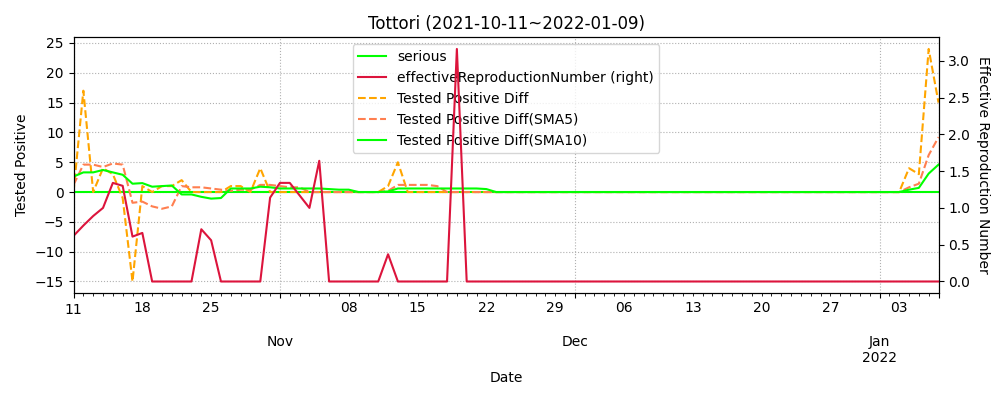 Tottori (2021-10-11~2022-01-09)
serious
effectiveReproductionNumber (right)
Tested Positive Diff
Tested Positive Diff(SMA5)
Tested Positive Diff(SMA10)
Tested Positive
25
20
15
10
5
0
−5
−10
−15
Effective Reproduction Number
3.0
2.5
2.0
1.5
1.0
0.5
0.0
11 18 25 08 15 22 29 06 13 20 27 03
Nov Dec Jan
2022
Date